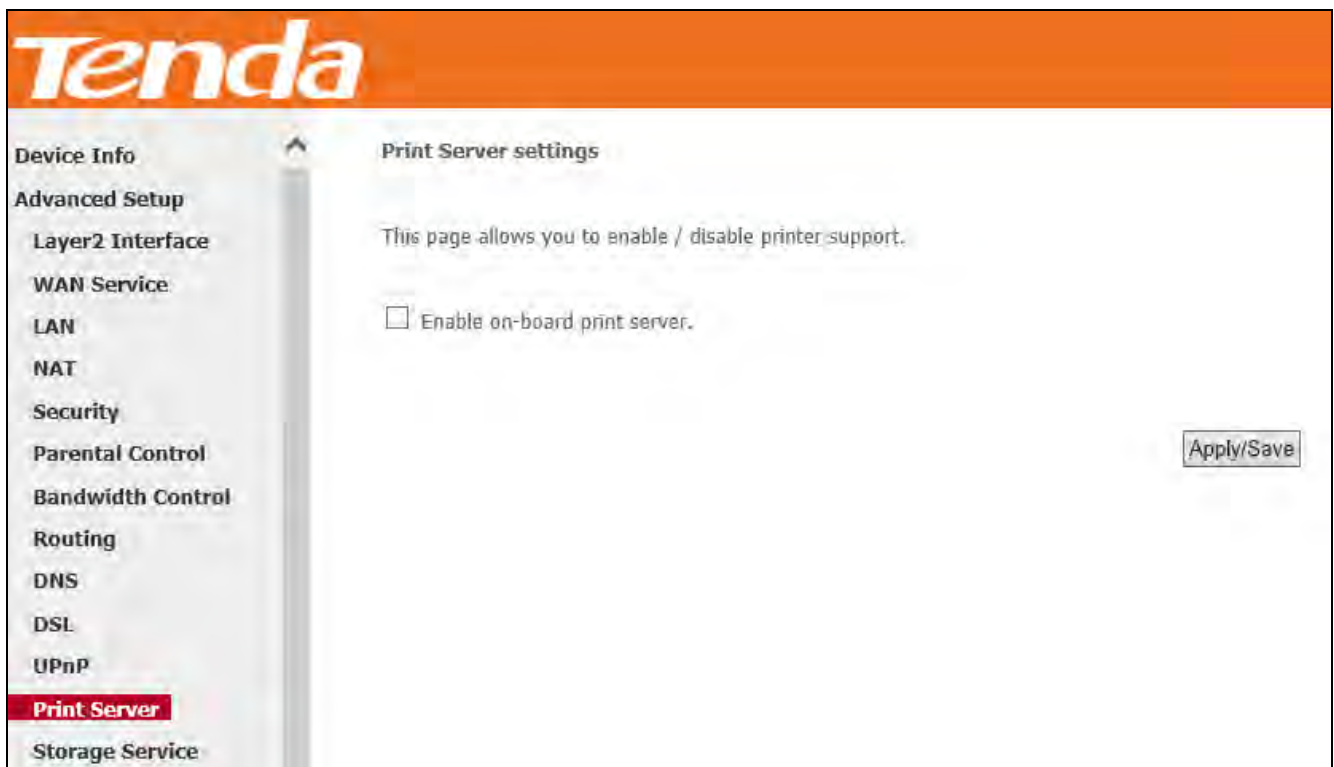 Tenda
Device Info
Advanced Setup
Layer2 Interface
WAN Service
LAN
NAT
Security
Parental Control
Bandwidth Control
Routing
DNS
DSL
UPnP
Print Server
Storage Service
Print Server settings
This page allows you to enable / disable printer support.
Enable on-board print server.
Apply/Save